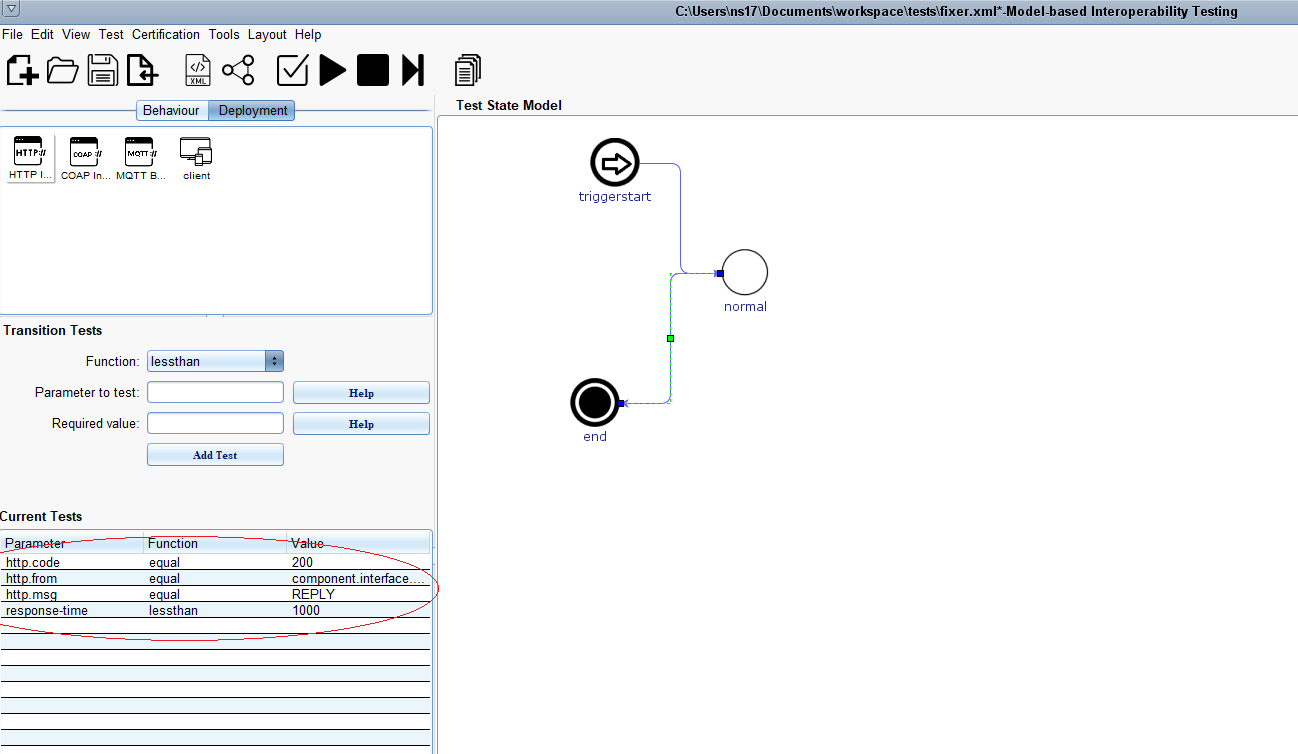 C:\Users\ns17\Documents\workspace\tests\fixer.xml*-Model-based Interoperability Testing
File Edit View Test Certification Tools Layout Help
</> XML
Behaviour Deployment
HTTP:// COAP :// MQTT://
HTTP I... COAP In... MQTT B... client
Transition Tests
Function: lessthan
Parameter to test: Help
Required value: Help
Add Test
Current Tests
Parameter Function Value
http.code equal 200
http.from equal component.interface....
http.msg equal REPLY
response-time lessthan 1000
Test State Model
triggerstart
normal
end